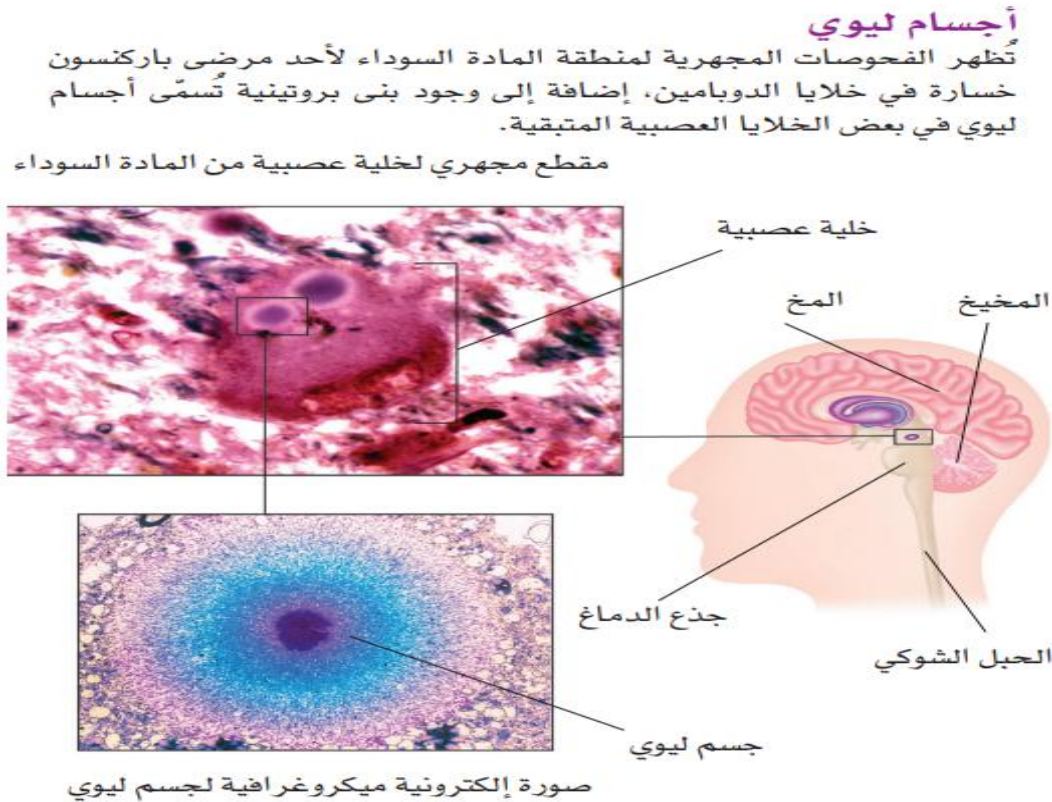 أجسام ليوي
تُظهر الفحوصات المجهرية لمنطقة المادة السوداء لأحد مرضى باركنسون
خسارة في خلايا الدوبامين، إضافة إلى وجود بنى بروتينية تُسمّى أجسام
ليوي في بعض الخلايا العصبية المتبقية.
مقطع مجهري لخلية عصبية من المادة السوداء
خلية عصبية
المخ
المخيخ
جذع الدماغ
الحبل الشوكي
جسم ليوي
صورة إلكترونية ميكروغرافية لجسم ليوي